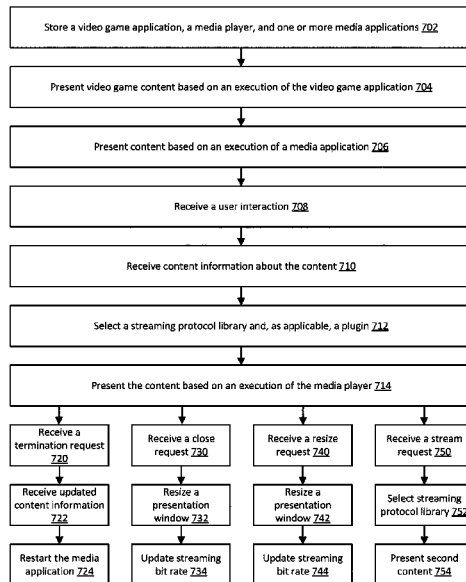 Store a video game application, a media player, and one or more media applications 702
Present video game content based on an execution of the video game application 704
Present content based on an execution of a media application 706
Receive a user interaction 708
Receive content information about the content 710
Select a streaming protocol library and, as applicable, a plugin 712
Present the content based on an execution of the media player 714
Receive a
termination request
720
Receive a close
request 730
Receive a resize
request 740
Receive a stream
request 750
Receive updated
content information
722
Resize a
presentation
window 732
Resize a
presentation
window 742
Select streaming
protocol library 752
Restart the media
application 724
Update streaming
bit rate 734
Update streaming
bit rate 744
Present second
content 754